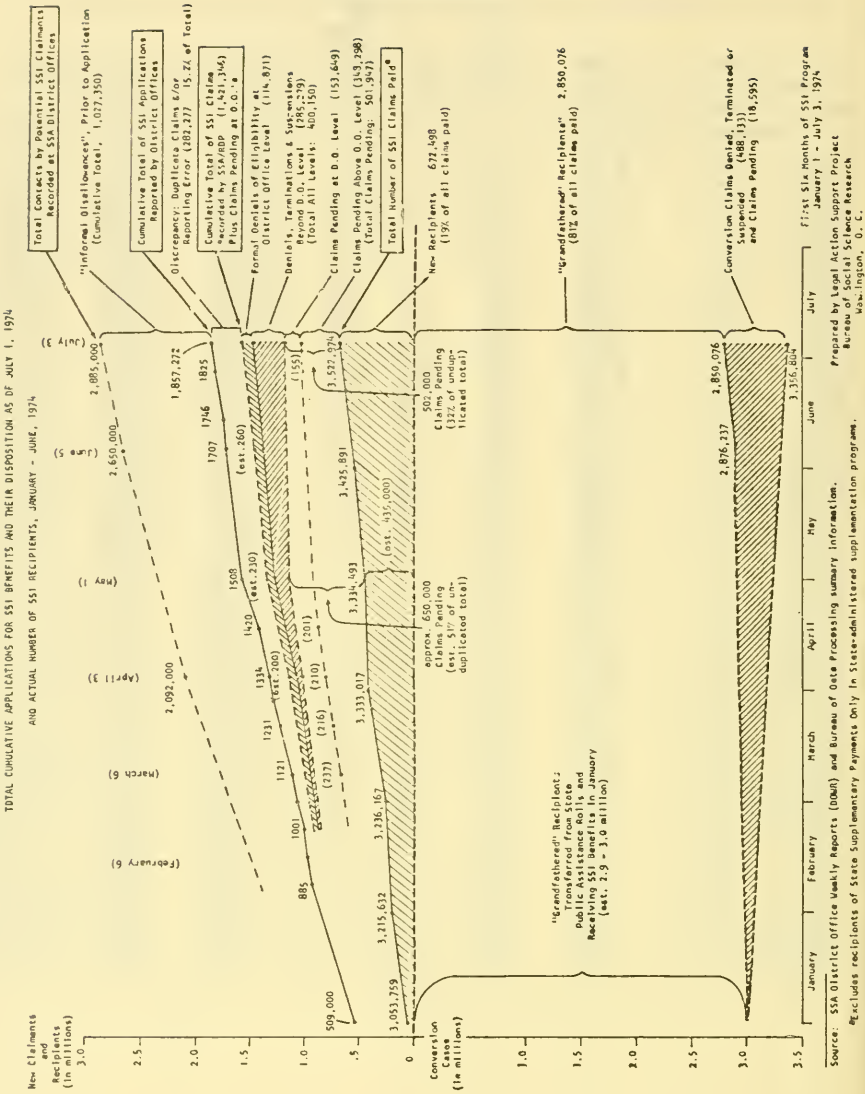 TOTAL CUMULATIVE APPLICATIONS FOR SSI BENEFITS AND THEIR DISPOSITION AS OF JULY 1, 1974
AND ACTUAL NUMBER OF SSI RECIPIENTS, JANUARY - JUNE, 1974
New Claimants
and
Recipients
(in millions)
3.0
2.5
2.0
1.5
1.0
.5
0
Conversion
Cases
(in millions)
.5
1.0
1.5
2.0
2.5
3.0
3.5
(February 6)
(March 6)
(April 3)
(May 1)
(June 5)
(July 3)
2,092,000
2,650,000
2,885,000
509,000
885
1001
1121
1231
1334
1420
1508
1707
1746
1825
1,857,272
(est.200)
(est.230)
(est.260)
(237)
(216)
(210)
(201)
(155)
3,053,759
3,215,632
3,236,167
3,333,017
3,334,493
3,425,891
3,522,974
(est. 435,000)
approx. 650,000
Claims Pending
(est. 51% of un-
duplicated total)
502,000
Claims Pending
(32% of undup-
licated total)
"Grandfathered" Recipients
Transferred from State
Public Assistance Rolls and
Receiving SSI Benefits in January
(est. 2.9 - 3.0 million)
2,876,237
2,850,076
3,356,804
Total Contacts by Potential SSI Claimants
Recorded at SSA District Offices
"Informal Disallowances", Prior to Application
(Cumulative Total, 1,027,350)
Cumulative Total of SSI Applications
Reported by District Offices
Discrepancy: Duplicate Claims &/or
Reporting Error (282,277 15.2% of Total)
Cumulative Total of SSI Claims
Recorded by SSA/BDP (1,421,346)
Plus Claims Pending at D.O.'s
Formal Denials of Eligibility at
District Office Level (114,871)
Denials, Terminations & Suspensions
Beyond D.O. Level (285,279)
(Total All Levels: 400,150)
Claims Pending at D.O. Level (153,649)
Claims Pending Above D.O. Level (349,298)
(Total Claims Pending: 501,947)
Total Number of SSI Claims Paid*
New Recipients 672,498
(19% of all claims paid)
"Grandfathered" Recipients" 2,850,076
(81% of all claims paid)
Conversion Claims Denied, Terminated or
Suspended (488,133)
and Claims Pending (18,595)
January
February
March
April
May
June
July
First Six Months of SSI Program
January 1 - July 3, 1974
Source: SSA District Office Weekly Reports (DOWR) and Bureau of Data Processing summary information.
*Excludes recipients of State Supplementary Payments Only in State-administered supplementation programs.
Prepared by Legal Action Support Project
Bureau of Social Science Research
Washington, D. C.